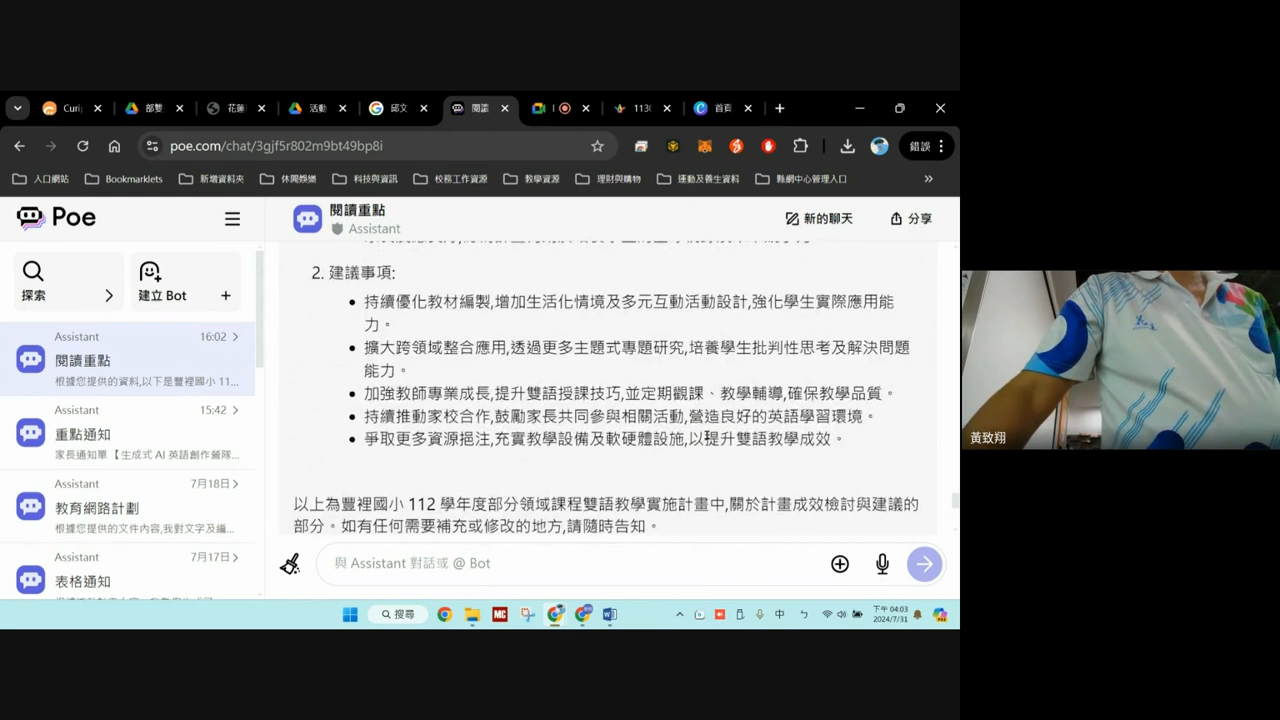 Curi
部雙
花蓮
活動
邱文
閱讀
113
首頁
poe.com/chat/3gjf5r802m9bt49bp8i
錯誤
人口網站
Bookmarklets
新增資料夾
休閒娛樂
科技與資訊
校務工作資源
教學資源
理財與購物
運動及養生資料
縣網中心管理入口
Poe
閱讀重點
Assistant
新的聊天
分享
探索
建立 Bot
Assistant 16:02
閱讀重點
根據您提供的資料,以下是豐裡國小 11...
Assistant 15:42
重點通知
家長通知單【生成式 AI 英語創作營隊...
Assistant 7月18日
教育網路計劃
根據您提供的文件內容,我對文字及編...
Assistant 7月17日
表格通知
2. 建議事項:
持續優化教材編製,增加生活化情境及多元互動活動設計,強化學生實際應用能
力。
擴大跨領域整合應用,透過更多主題式專題研究,培養學生批判性思考及解決問題
能力。
加強教師專業成長,提升雙語授課技巧,並定期觀課、教學輔導,確保教學品質。
持續推動家校合作,鼓勵家長共同參與相關活動,營造良好的英語學習環境。
爭取更多資源挹注,充實教學設備及軟硬體設施,以提升雙語教學成效。
以上為豐裡國小 112 學年度部分領域課程雙語教學實施計畫中,關於計畫成效檢討與建議的
部分。如有任何需要補充或修改的地方,請隨時告知。
與 Assistant 對話或 @ Bot
搜尋
MC
中
下午 04:03
2024/7/31
黃致翔